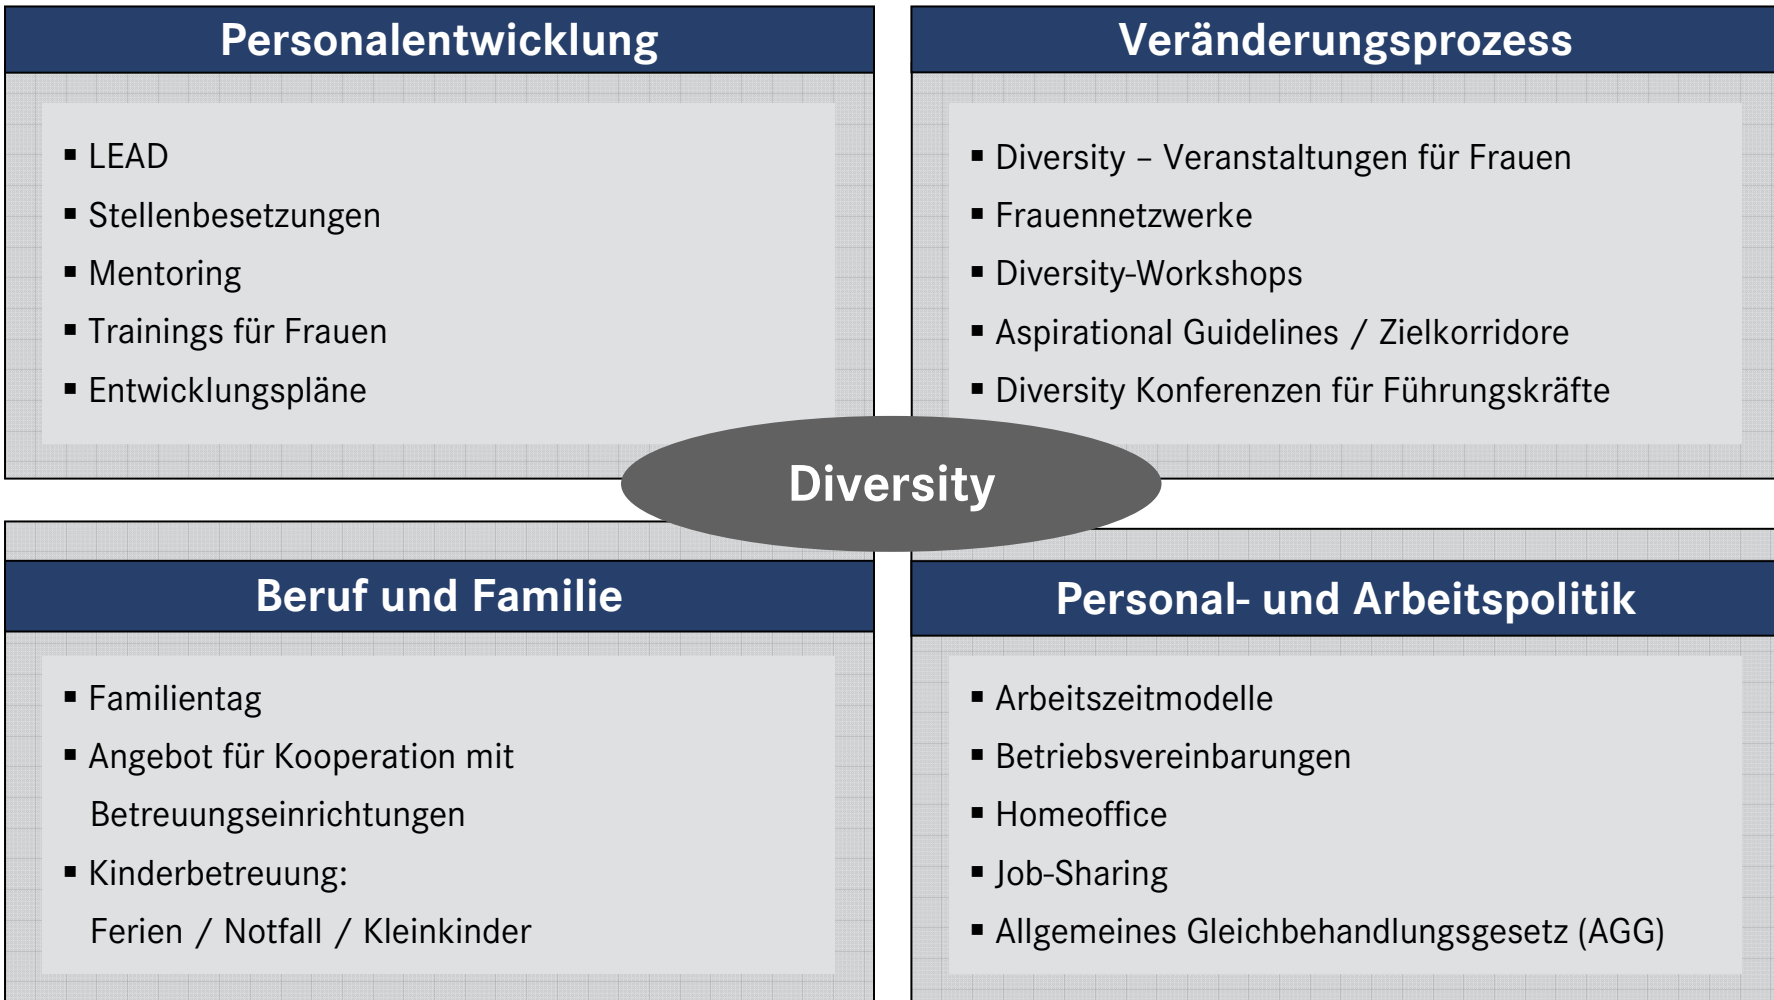 Personalentwicklung
▪ LEAD
▪ Stellenbesetzungen
▪ Mentoring
▪ Trainings für Frauen
▪ Entwicklungspläne
Veränderungsprozess
▪ Diversity – Veranstaltungen für Frauen
▪ Frauennetzwerke
▪ Diversity-Workshops
▪ Aspirational Guidelines / Zielkorridore
▪ Diversity Konferenzen für Führungskräfte
Diversity
Beruf und Familie
▪ Familientag
▪ Angebot für Kooperation mit
Betreuungseinrichtungen
▪ Kinderbetreuung:
Ferien / Notfall / Kleinkinder
Personal- und Arbeitspolitik
▪ Arbeitszeitmodelle
▪ Betriebsvereinbarungen
▪ Homeoffice
▪ Job-Sharing
▪ Allgemeines Gleichbehandlungsgesetz (AGG)